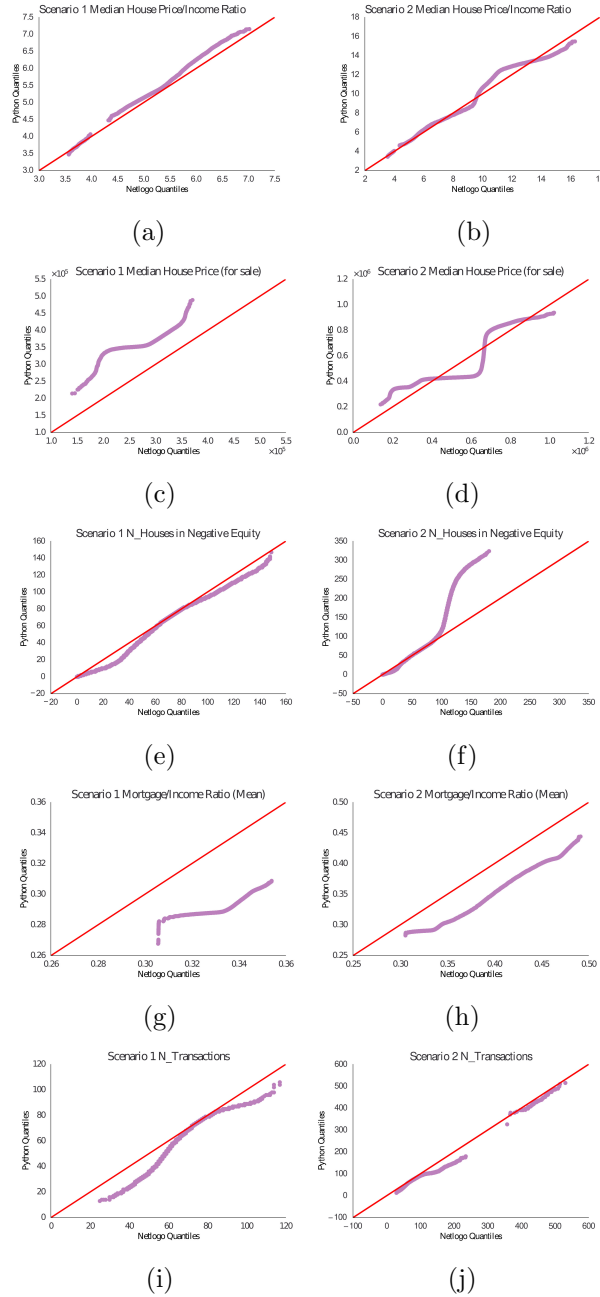 Scenario 1 Median House Price/Income Ratio
7.5
7.0
6.5
6.0
5.5
5.0
4.5
4.0
3.5
3.0
Python Quantiles
3.0 3.5 4.0 4.5 5.0 5.5 6.0 6.5 7.0 7.5
Netlogo Quantiles
(a)
Scenario 2 Median House Price/Income Ratio
18
16
14
12
10
8
6
4
2
Python Quantiles
2 4 6 8 10 12 14 16 18
Netlogo Quantiles
(b)
Scenario 1 Median House Price (for sale)
×10⁵
5.5
5.0
4.5
4.0
3.5
3.0
2.5
2.0
1.5
1.0
Python Quantiles
1.0 1.5 2.0 2.5 3.0 3.5 4.0 4.5 5.0 5.5
Netlogo Quantiles
×10⁵
(c)
Scenario 2 Median House Price (for sale)
×10⁶
1.2
1.0
0.8
0.6
0.4
0.2
0.0
Python Quantiles
0.0 0.2 0.4 0.6 0.8 1.0 1.2
Netlogo Quantiles
×10⁶
(d)
Scenario 1 N_Houses in Negative Equity
160
140
120
100
80
60
40
20
0
−20
Python Quantiles
−20 0 20 40 60 80 100 120 140 160
Netlogo Quantiles
(e)
Scenario 2 N_Houses in Negative Equity
350
300
250
200
150
100
50
0
−50
Python Quantiles
−50 0 50 100 150 200 250 300 350
Netlogo Quantiles
(f)
Scenario 1 Mortgage/Income Ratio (Mean)
0.36
0.34
0.32
0.30
0.28
0.26
Python Quantiles
0.26 0.28 0.30 0.32 0.34 0.36
Netlogo Quantiles
(g)
Scenario 2 Mortgage/Income Ratio (Mean)
0.50
0.45
0.40
0.35
0.30
0.25
Python Quantiles
0.25 0.30 0.35 0.40 0.45 0.50
Netlogo Quantiles
(h)
Scenario 1 N_Transactions
120
100
80
60
40
20
0
Python Quantiles
0 20 40 60 80 100 120
Netlogo Quantiles
(i)
Scenario 2 N_Transactions
600
500
400
300
200
100
0
−100
Python Quantiles
−100 0 100 200 300 400 500 600
Netlogo Quantiles
(j)